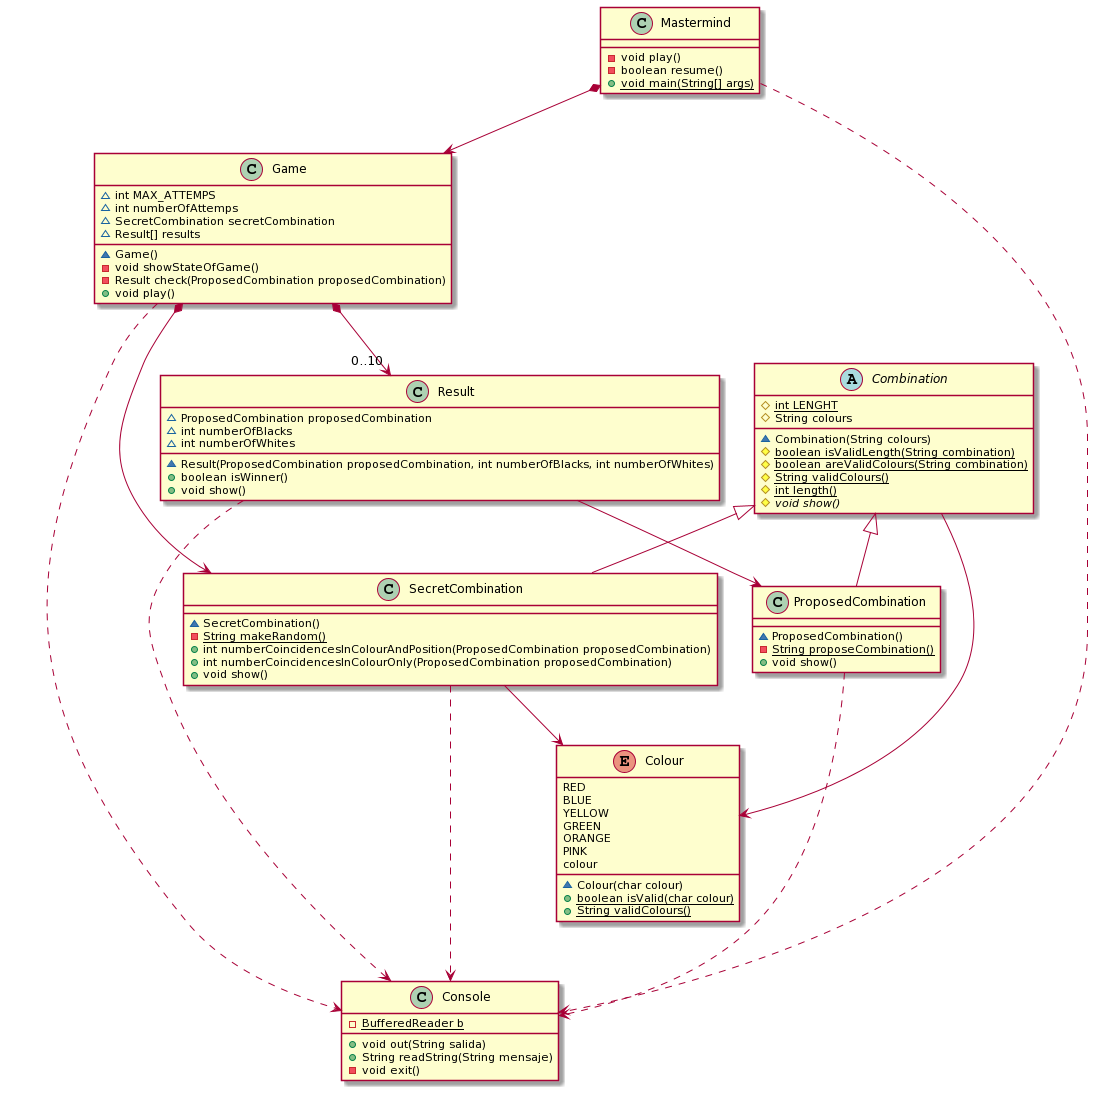 C Mastermind
void play()
boolean resume()
void main(String[] args)
C Game
int MAX_ATTEMPS
int numberOfAttemps
SecretCombination secretCombination
Result[] results
Game()
void showStateOfGame()
Result check(ProposedCombination proposedCombination)
void play()
0..10
C Result
ProposedCombination proposedCombination
int numberOfBlacks
int numberOfWhites
Result(ProposedCombination proposedCombination, int numberOfBlacks, int numberOfWhites)
boolean isWinner()
void show()
A Combination
int LENGHT
String colours
Combination(String colours)
boolean isValidLength(String combination)
boolean areValidColours(String combination)
String validColours()
int length()
void show()
C SecretCombination
SecretCombination()
String makeRandom()
int numberCoincidencesInColourAndPosition(ProposedCombination proposedCombination)
int numberCoincidencesInColourOnly(ProposedCombination proposedCombination)
void show()
C ProposedCombination
ProposedCombination()
String proposeCombination()
void show()
E Colour
RED
BLUE
YELLOW
GREEN
ORANGE
PINK
colour
Colour(char colour)
boolean isValid(char colour)
String validColours()
C Console
BufferedReader b
void out(String salida)
String readString(String mensaje)
void exit()